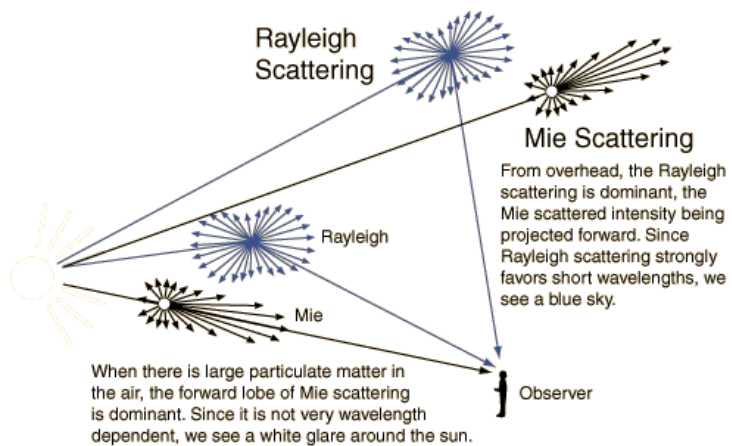 Rayleigh
Scattering
Mie Scattering
From overhead, the Rayleigh
scattering is dominant, the
Mie scattered intensity being
projected forward. Since
Rayleigh scattering strongly
favors short wavelengths, we
see a blue sky.
Rayleigh
Mie
When there is large particulate matter in
the air, the forward lobe of Mie scattering
is dominant. Since it is not very wavelength
dependent, we see a white glare around the sun.
Observer